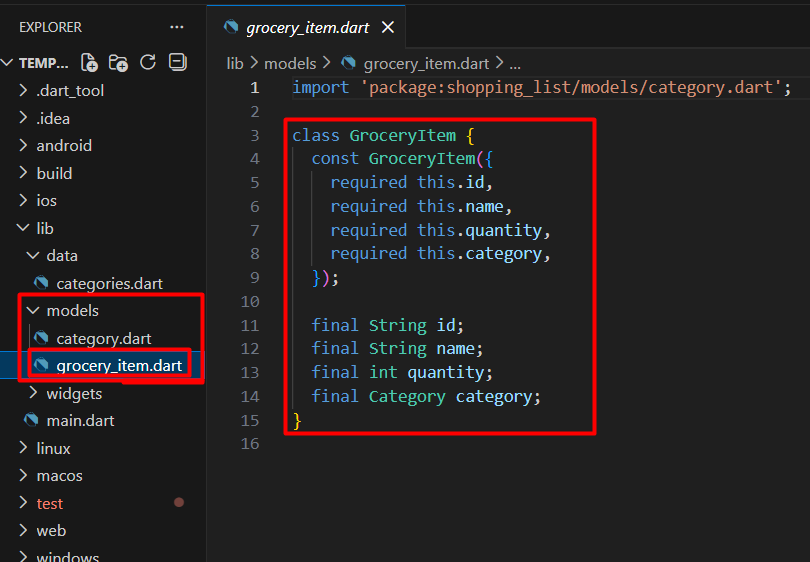 EXPLORER
TEMP...
.dart_tool
.idea
android
build
ios
lib
data
categories.dart
models
category.dart
grocery_item.dart
widgets
main.dart
linux
macos
test
web
windows
grocery_item.dart
lib > models > grocery_item.dart > ...
1 import 'package:shopping_list/models/category.dart';
2
3 class GroceryItem {
4 const GroceryItem({
5 required this.id,
6 required this.name,
7 required this.quantity,
8 required this.category,
9 });
10
11 final String id;
12 final String name;
13 final int quantity;
14 final Category category;
15 }
16